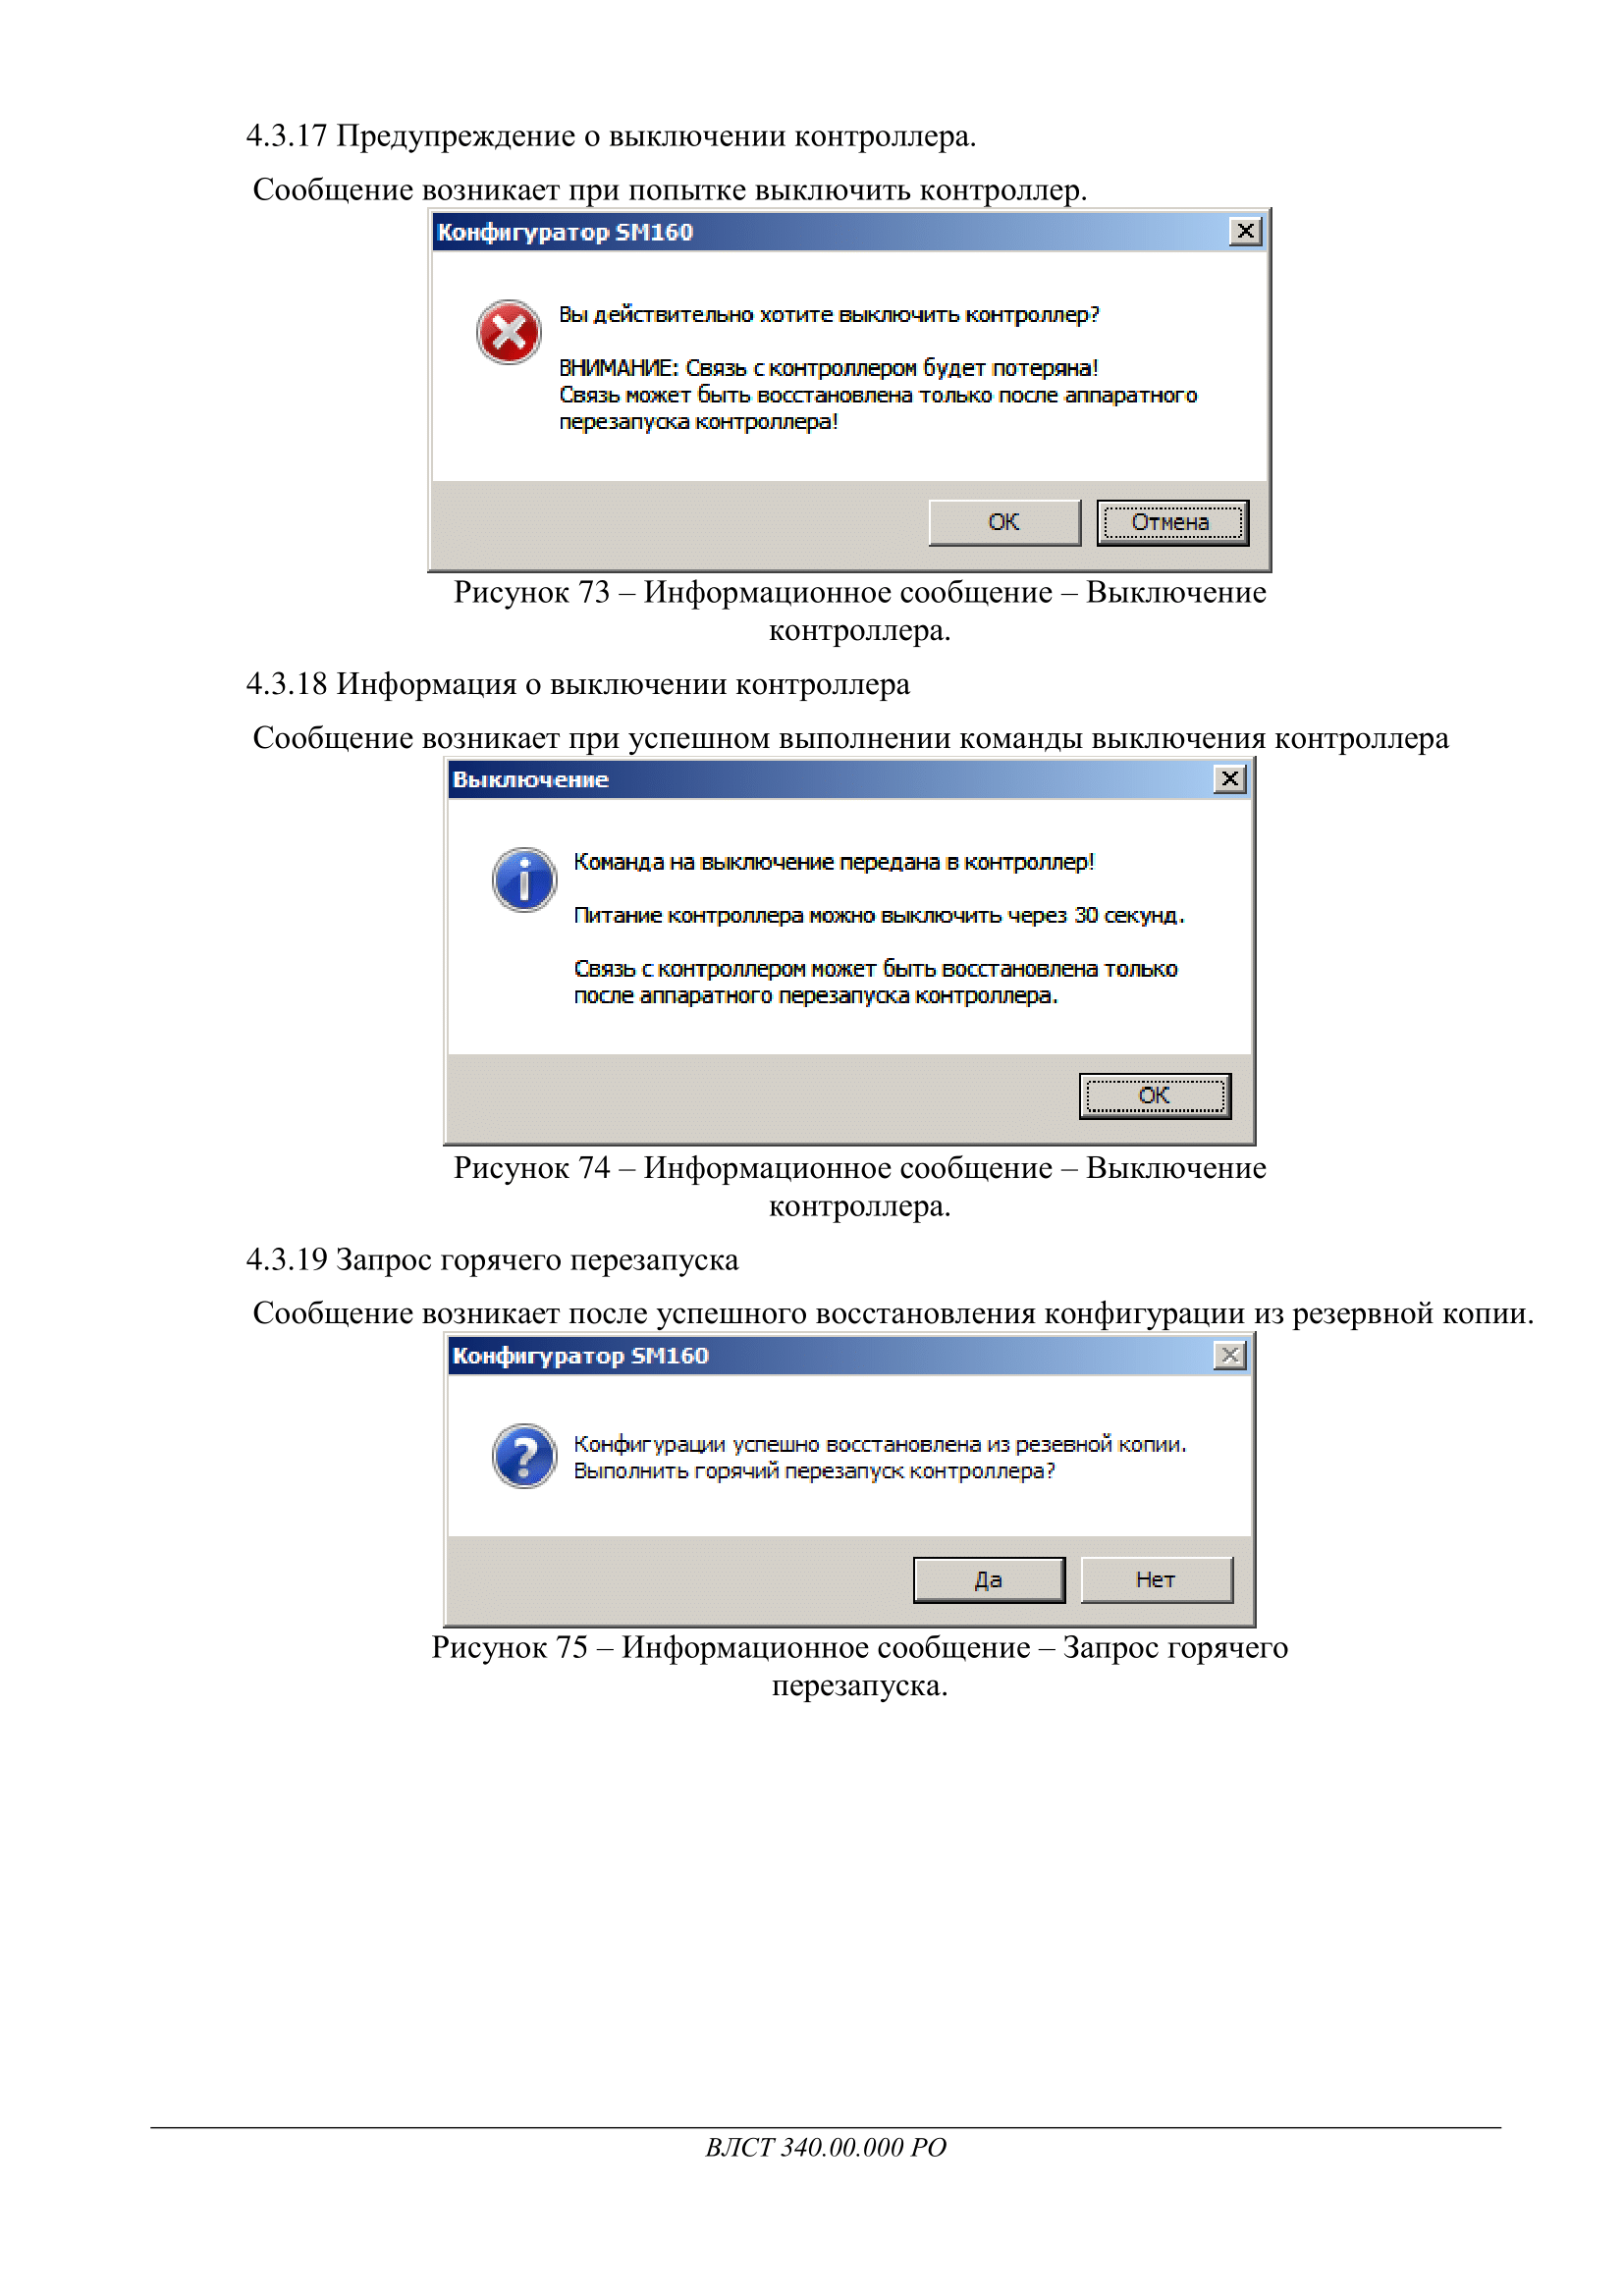 4.3.17 Предупреждение о выключении контроллера.
Сообщение возникает при попытке выключить контроллер.
Конфигуратор SM160
Вы действительно хотите выключить контроллер?
ВНИМАНИЕ: Связь с контроллером будет потеряна!
Связь может быть восстановлена только после аппаратного
перезапуска контроллера!
ОК Отмена
Рисунок 73 – Информационное сообщение – Выключение
контроллера.
4.3.18 Информация о выключении контроллера
Сообщение возникает при успешном выполнении команды выключения контроллера
Выключение
Команда на выключение передана в контроллер!
Питание контроллера можно выключить через 30 секунд.
Связь с контроллером может быть восстановлена только
после аппаратного перезапуска контроллера.
ОК
Рисунок 74 – Информационное сообщение – Выключение
контроллера.
4.3.19 Запрос горячего перезапуска
Сообщение возникает после успешного восстановления конфигурации из резервной копии.
Конфигуратор SM160
Конфигурации успешно восстановлена из резевной копии.
Выполнить горячий перезапуск контроллера?
Да Нет
Рисунок 75 – Информационное сообщение – Запрос горячего
перезапуска.
ВЛСТ 340.00.000 РО